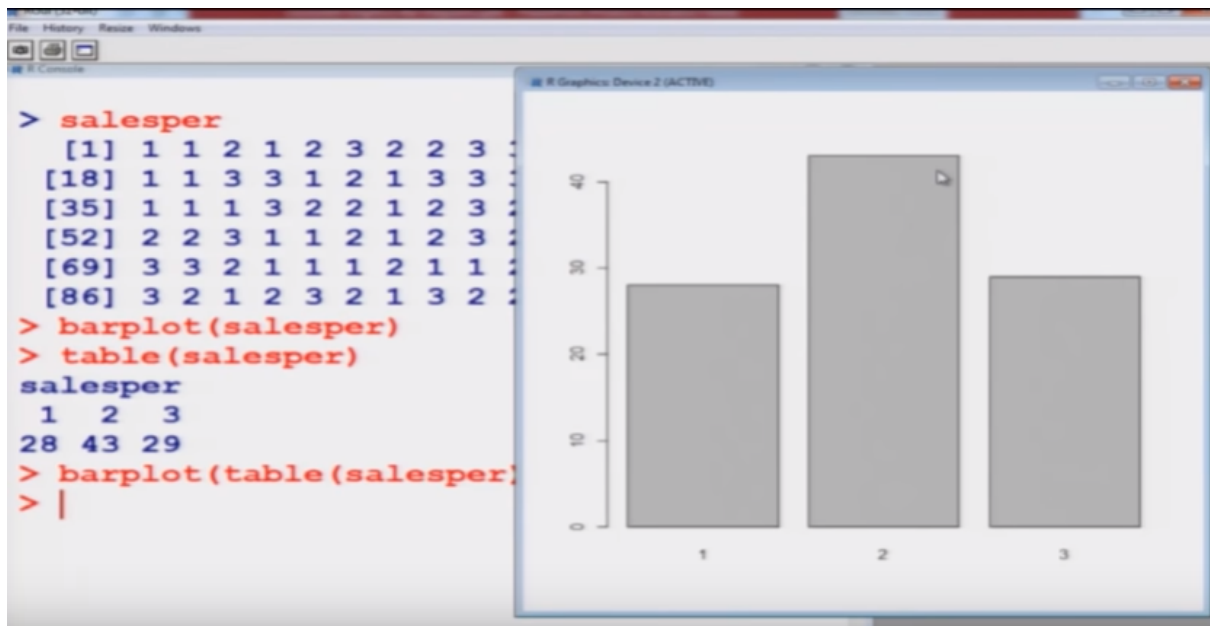 File History Resize Windows
R Console
> salesper
[1] 1 1 2 1 2 3 2 2 3
[18] 1 1 3 3 1 2 1 3 3
[35] 1 1 1 3 2 2 1 2 3
[52] 2 2 3 1 1 2 1 2 3
[69] 3 3 2 1 1 1 2 1 1
[86] 3 2 1 2 3 2 1 3 2
> barplot(salesper)
> table(salesper)
salesper
1 2 3
28 43 29
> barplot(table(salesper)
>
R Graphics: Device 2 (ACTIVE)
40
30
20
10
0
1 2 3